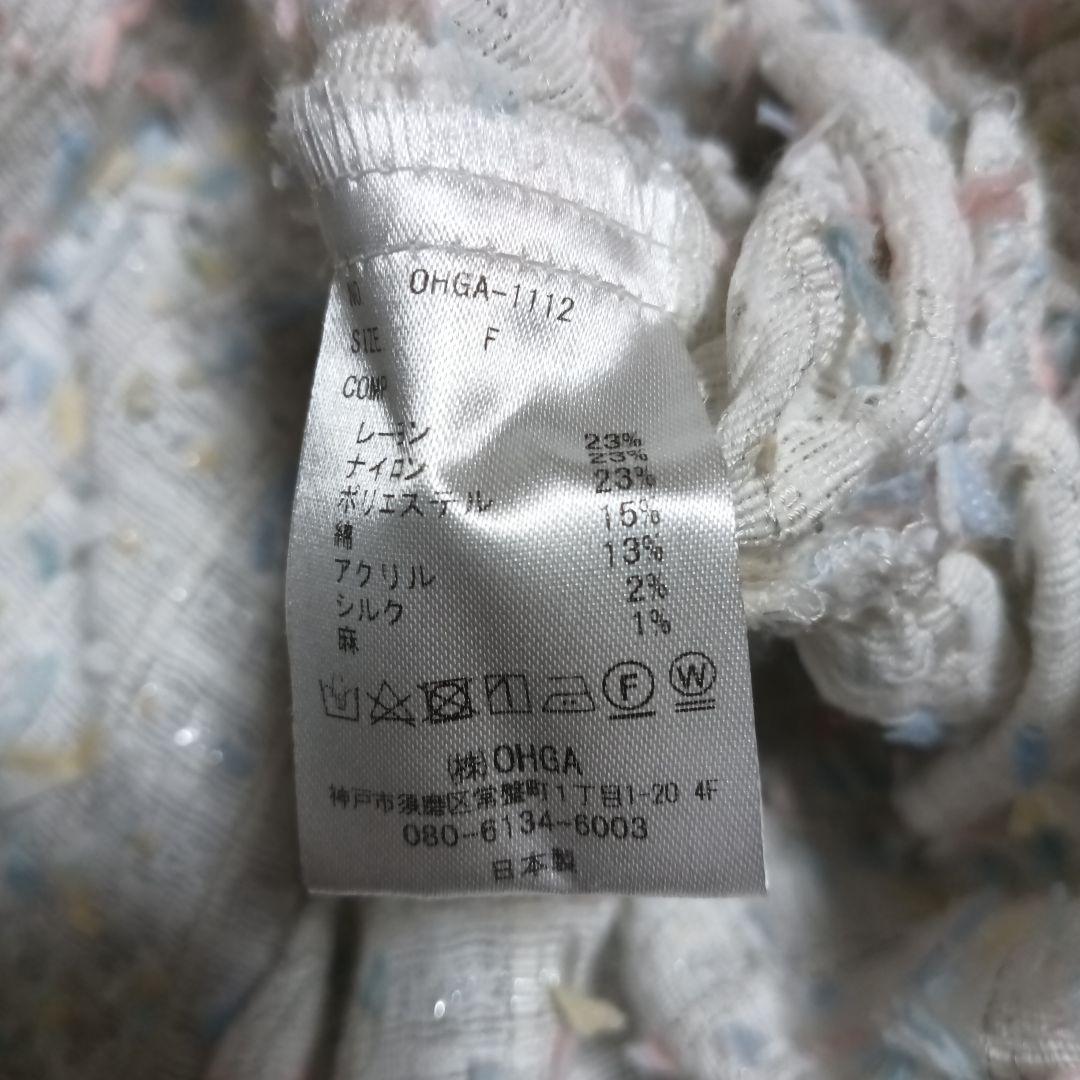 NO OHGA-1112
SIZE F
COMP
レーヨン 23%
ナイロン 23%
ポリエステル 23%
綿 15%
アクリル 13%
シルク 2%
麻 1%
F W
(株)OHGA
神戸市須磨区常盤町1丁目1-20 4F
080-6134-6003
日本製